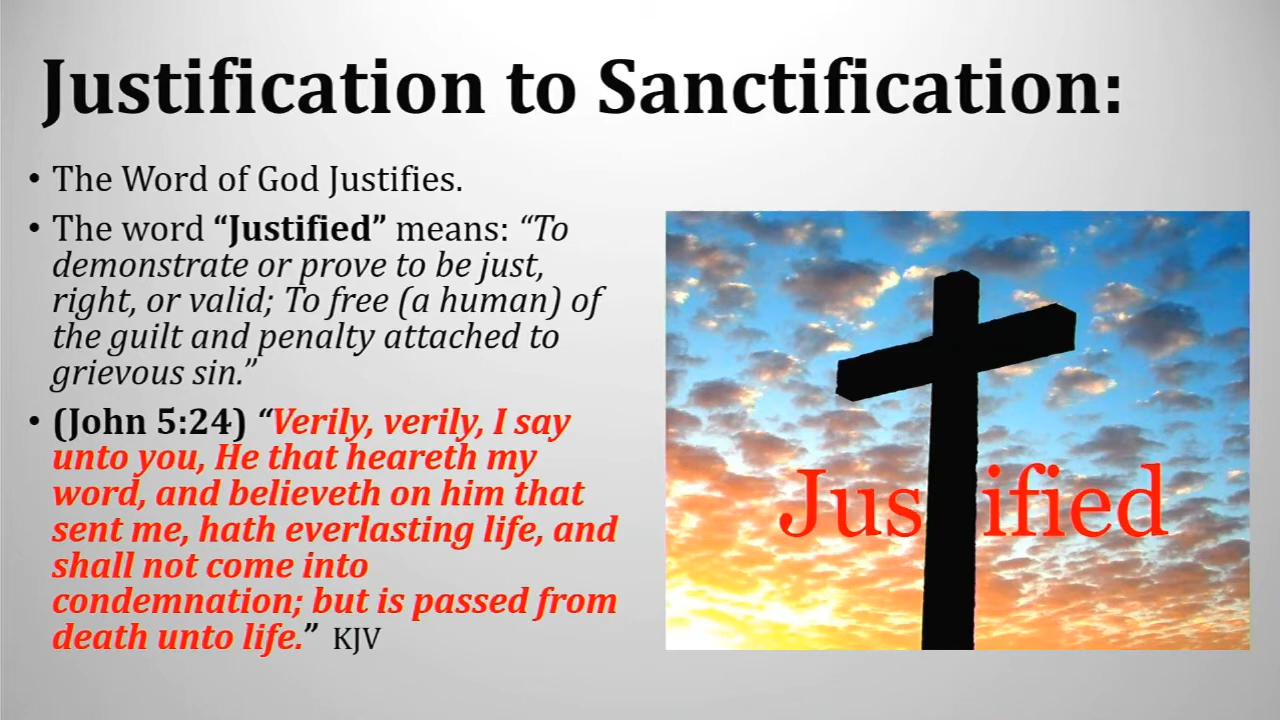 Justification to Sanctification:
• The Word of God Justifies.
• The word “Justified” means: “To
demonstrate or prove to be just,
right, or valid; To free (a human) of
the guilt and penalty attached to
grievous sin.”
• (John 5:24) “Verily, verily, I say
unto you, He that heareth my
word, and believeth on him that
sent me, hath everlasting life, and
shall not come into
condemnation; but is passed from
death unto life.” KJV
Jus ified